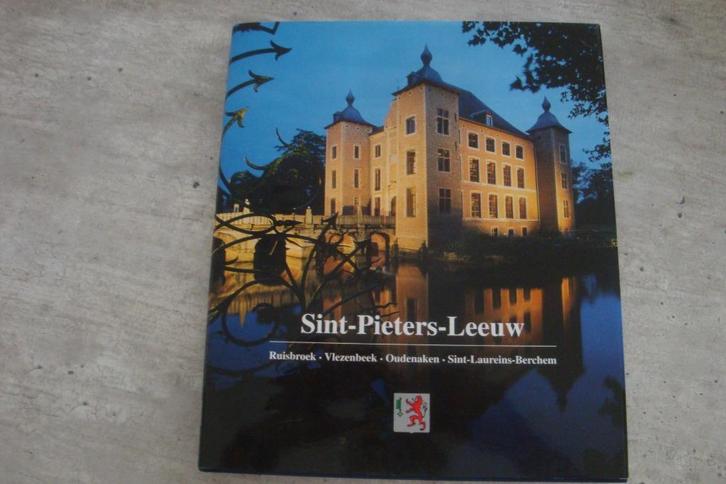 Sint-Pieters-Leeuw
Ruisbroek · Vlezenbeek · Oudenaken · Sint-Laureins-Berchem